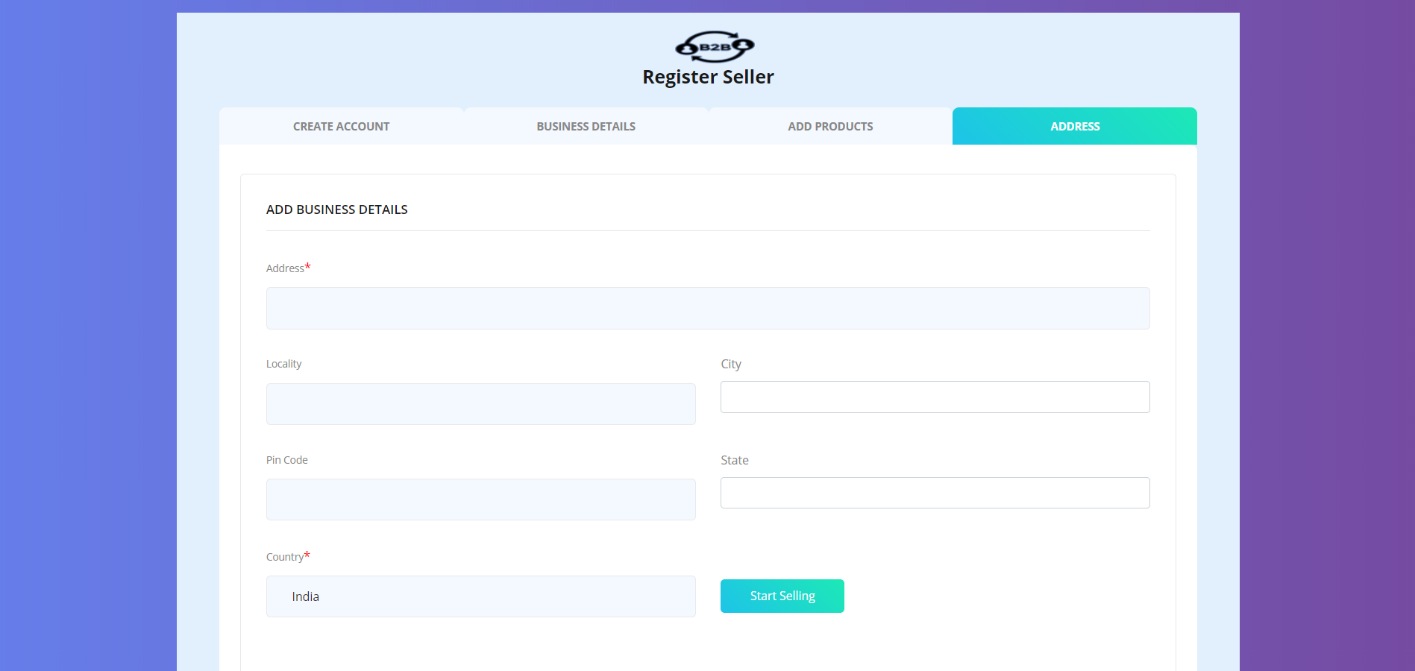 B2B
Register Seller
CREATE ACCOUNT BUSINESS DETAILS ADD PRODUCTS ADDRESS
ADD BUSINESS DETAILS
Address*
Locality City
Pin Code State
Country*
India Start Selling